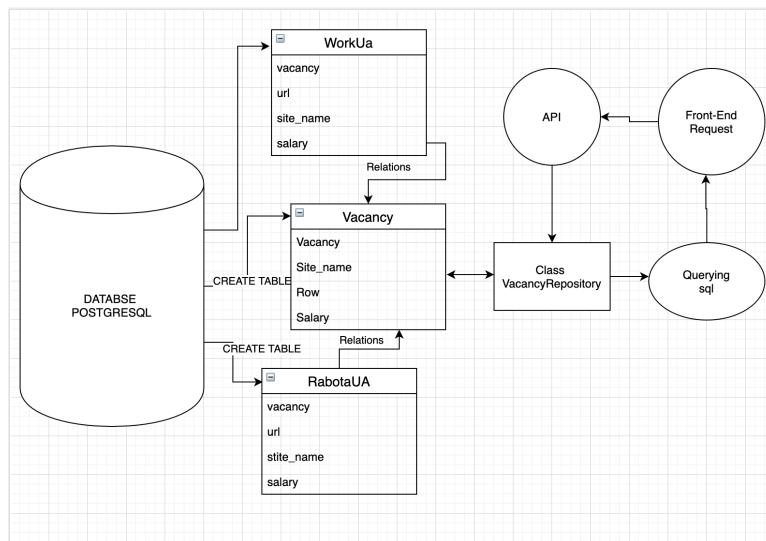 WorkUa
vacancy
url
site_name
salary
Relations
API
Front-End
Request
DATABSE
POSTGRESQL
CREATE TABLE
Vacancy
Vacancy
Site_name
Row
Salary
Class
VacancyRepository
Querying
sql
Relations
CREATE TABLE
RabotaUA
vacancy
url
stite_name
salary